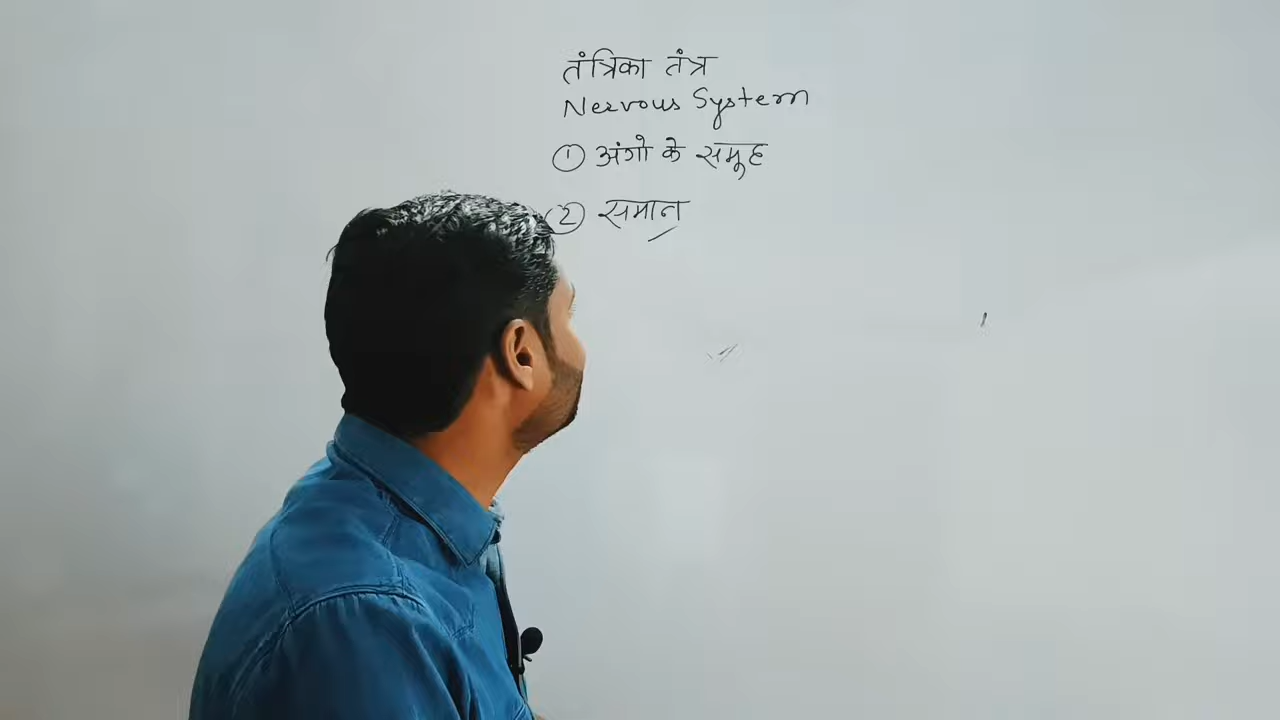 तंत्रिका तंत्र
Nervous System
① अंगो के समूह
② समान